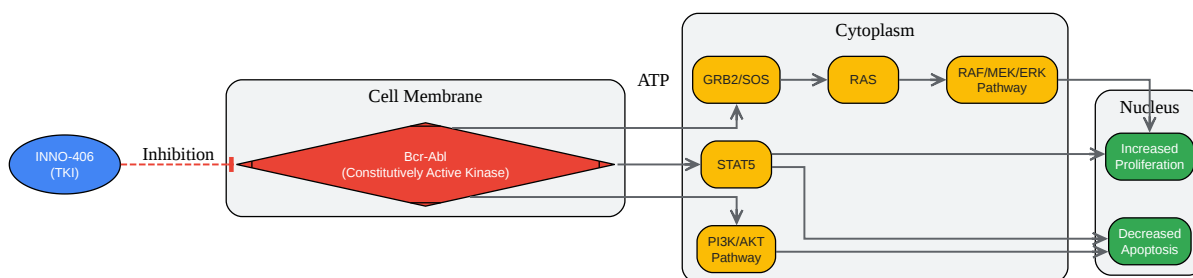 INNO-406
(TKI)
Inhibition
Cell Membrane
Bcr-Abl
(Constitutively Active Kinase)
ATP
Cytoplasm
GRB2/SOS
RAS
RAF/MEK/ERK
Pathway
STAT5
PI3K/AKT
Pathway
Nucleus
Increased
Proliferation
Decreased
Apoptosis